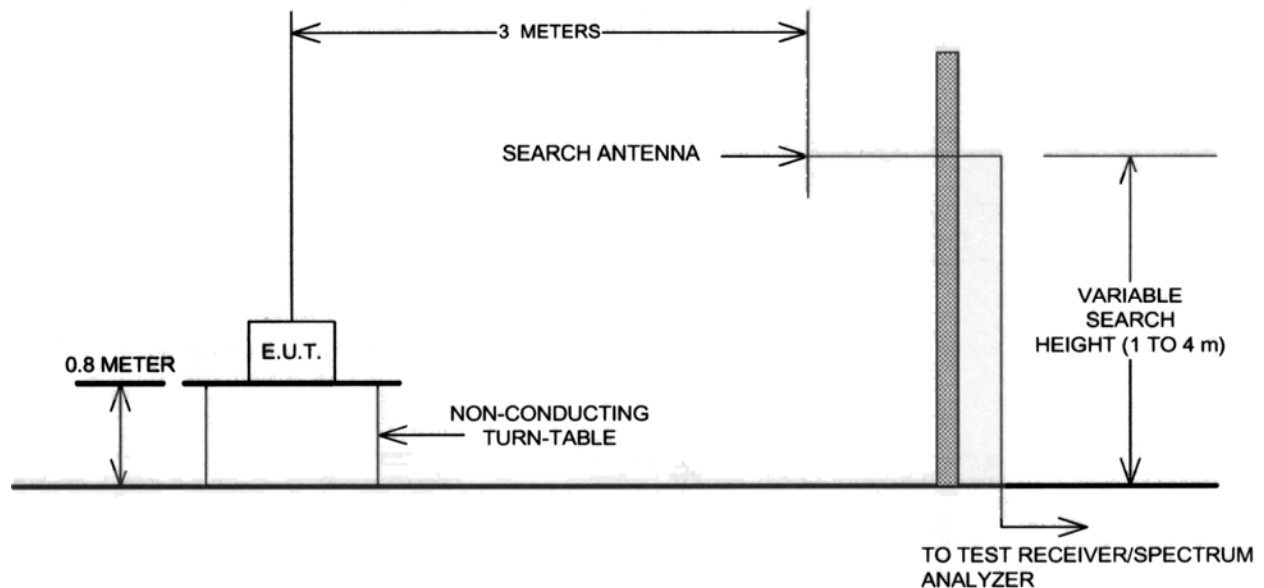 3 METERS
SEARCH ANTENNA
E.U.T.
0.8 METER
VARIABLE
SEARCH
HEIGHT (1 TO 4 m)
NON-CONDUCTING
TURN-TABLE
TO TEST RECEIVER/SPECTRUM
ANALYZER